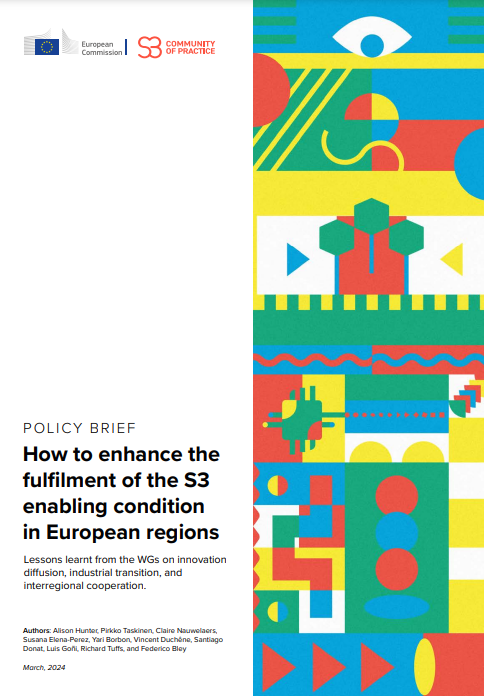 European
Commission
S3 COMMUNITY
OF PRACTICE
POLICY BRIEF
How to enhance the
fulfilment of the S3
enabling condition
in European regions
Lessons learnt from the WGs on innovation
diffusion, industrial transition, and
interregional cooperation.
Authors: Alison Hunter, Pirkko Taskinen, Claire Nauwelaers,
Susana Elena-Perez, Yari Borbon, Vincent Duchêne, Santiago
Donat, Luis Goñi, Richard Tuffs, and Federico Bley
March, 2024